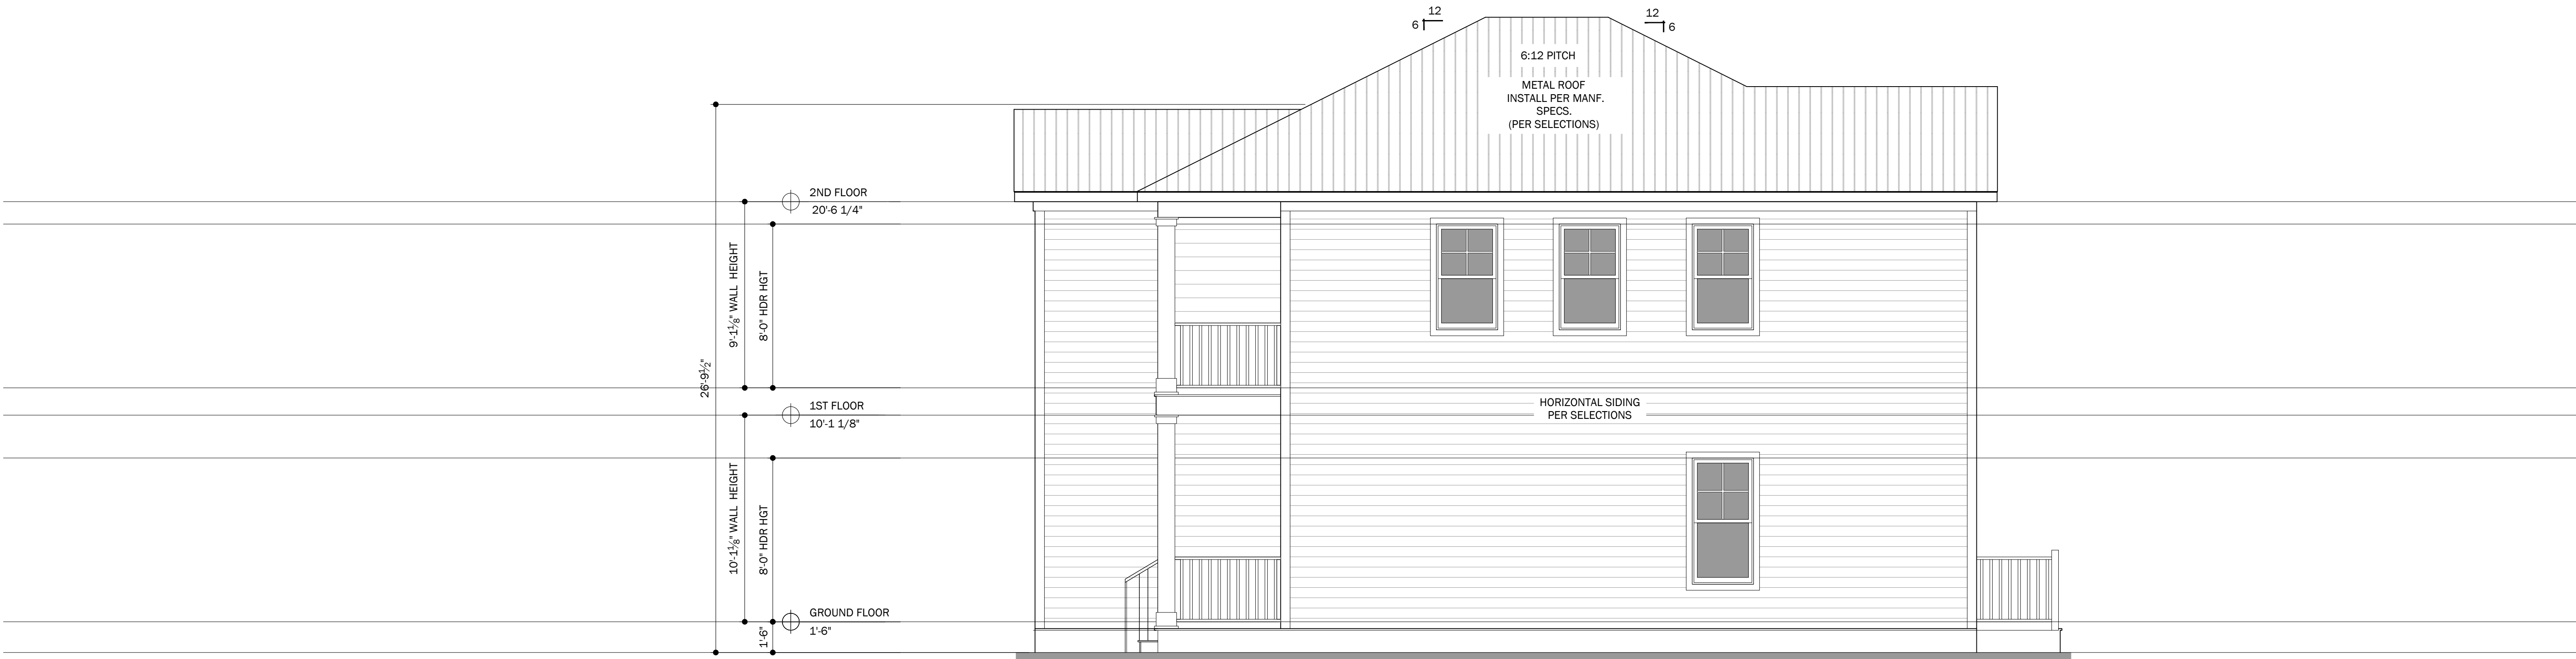 12
6
12
6
6:12 PITCH
METAL ROOF
INSTALL PER MANF.
SPECS.
(PER SELECTIONS)
2ND FLOOR
20'-6 1/4"
9'-1⅛" WALL HEIGHT
8'-0" HDR HGT
26'-9½"
1ST FLOOR
10'-1 1/8"
HORIZONTAL SIDING
PER SELECTIONS
10'-1⅛" WALL HEIGHT
8'-0" HDR HGT
GROUND FLOOR
1'-6"
1'-6"